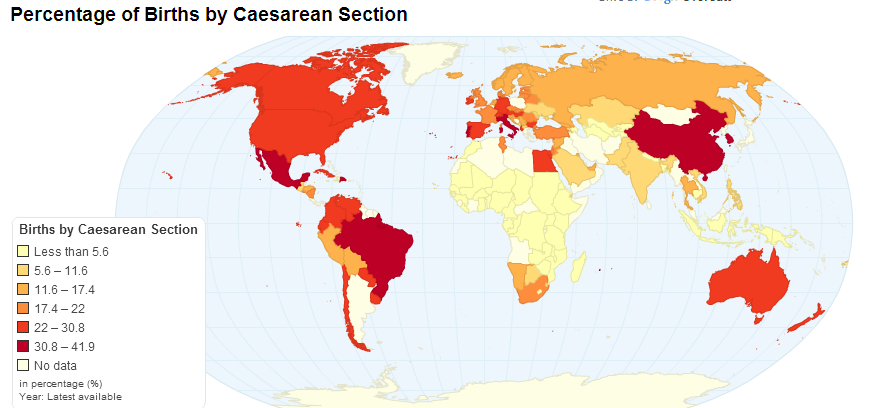 Percentage of Births by Caesarean Section
Births by Caesarean Section
Less than 5.6
5.6 – 11.6
11.6 – 17.4
17.4 – 22
22 – 30.8
30.8 – 41.9
No data
in percentage (%)
Year: Latest available